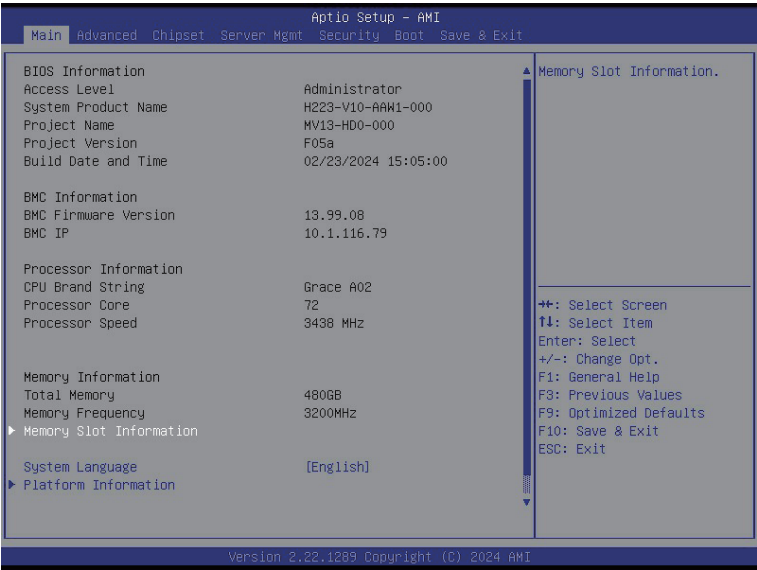 Aptio Setup – AMI
Main Advanced Chipset Server Mgmt Security Boot Save & Exit
BIOS Information
Access Level Administrator
System Product Name H223-V10-AAW1-000
Project Name MV13-HD0-000
Project Version F05a
Build Date and Time 02/23/2024 15:05:00
BMC Information
BMC Firmware Version 13.99.08
BMC IP 10.1.116.79
Processor Information
CPU Brand String Grace A02
Processor Core 72
Processor Speed 3438 MHz
Memory Information
Total Memory 480GB
Memory Frequency 3200MHz
Memory Slot Information
System Language [English]
Platform Information
Memory Slot Information.
→←: Select Screen
↑↓: Select Item
Enter: Select
+/-: Change Opt.
F1: General Help
F3: Previous Values
F9: Optimized Defaults
F10: Save & Exit
ESC: Exit
Version 2.22.1289 Copyright (C) 2024 AMI